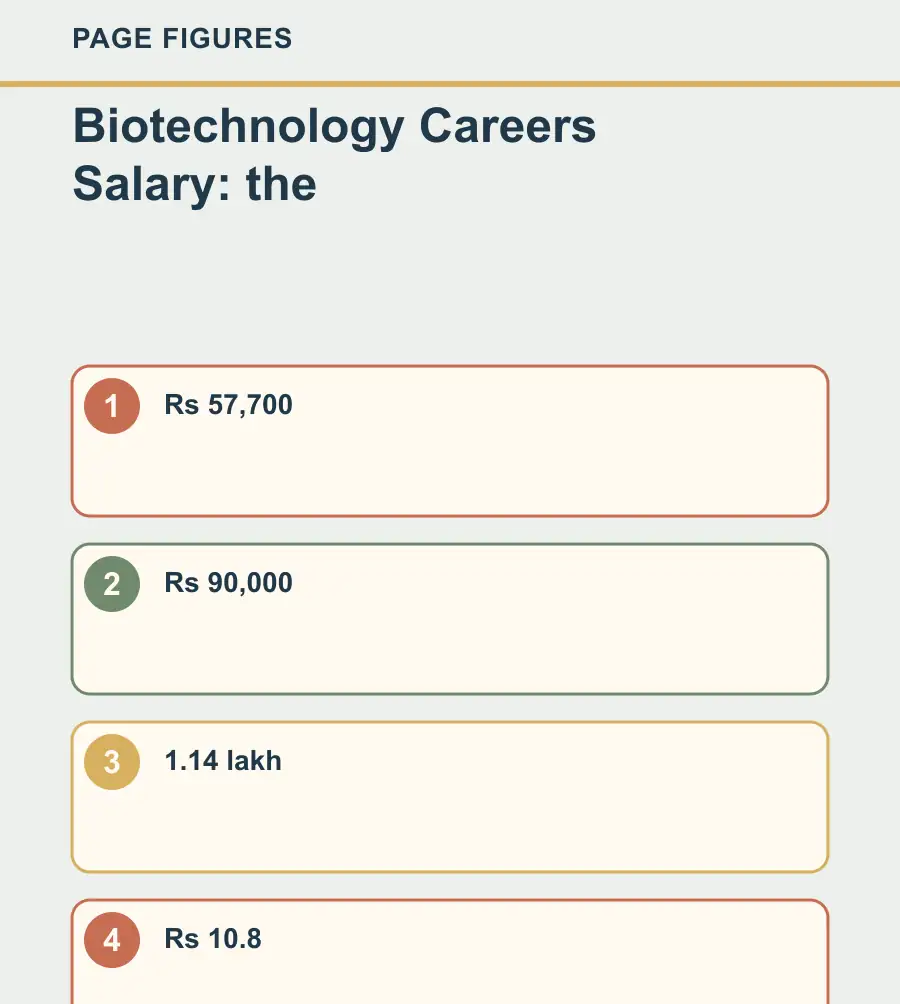 PAGE FIGURES
Biotechnology Careers
Salary: the
1
Rs 57,700
2
Rs 90,000
3
1.14 lakh
4
Rs 10.8